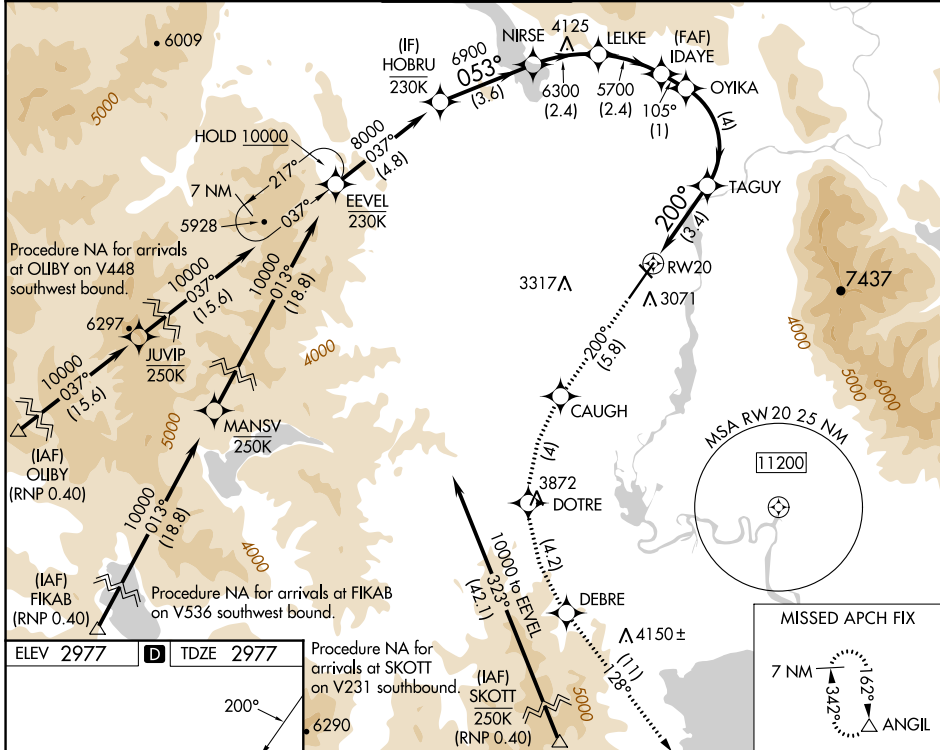 6009
5000
(IF)
HOBRU
230K
6900
053°
(3.6)
NIRSE
4125
6300
(2.4)
LELKE
5700
(2.4)
(FAF)
IDAYE
105°
(1)
OYIKA
(4)
TAGUY
200°
(3.4)
RW20
HOLD 10000
217°
7 NM
037°
5928
8000
037°
(4.8)
EEVEL
230K
Procedure NA for arrivals
at OLIBY on V448
southwest bound.
10000
037°
(15.6)
10000
013°
(18.8)
6297
JUVIP
250K
10000
037°
(15.6)
(IAF)
OLIBY
(RNP 0.40)
4000
5000
MANSV
250K
10000
013°
(18.8)
4000
(IAF)
FIKAB
(RNP 0.40)
Procedure NA for arrivals at FIKAB
on V536 southwest bound.
3317
3071
200°
(5.8)
CAUGH
(4)
3872
DOTRE
(4.2)
DEBRE
4150±
(11)
128°
10000 to EEVEL
323°
(42.1)
(IAF)
SKOTT
250K
(RNP 0.40)
5000
Procedure NA for
arrivals at SKOTT
on V231 southbound.
6290
7437
4000
5000
6000
MSA RW20 25 NM
11200
MISSED APCH FIX
7 NM
342°
162°
ANGIL
ELEV 2977 D TDZE 2977
200°